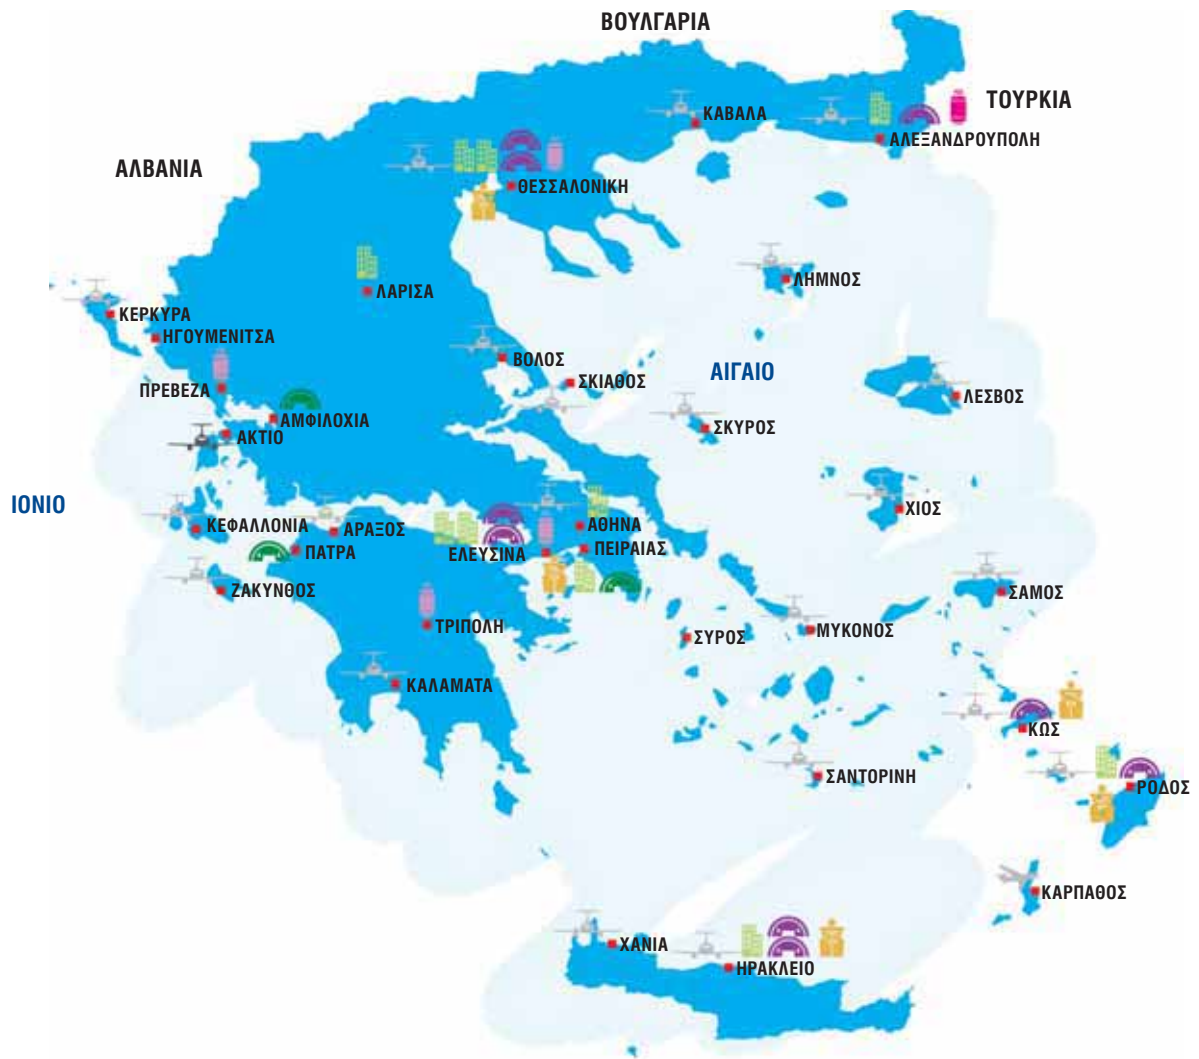 ΒΟΥΛΓΑΡΙΑ
ΤΟΥΡΚΙΑ
ΚΑΒΑΛΑ
ΑΛΕΞΑΝΔΡΟΥΠΟΛΗ
ΑΛΒΑΝΙΑ
ΘΕΣΣΑΛΟΝΙΚΗ
ΛΗΜΝΟΣ
ΛΑΡΙΣΑ
ΚΕΡΚΥΡΑ
ΗΓΟΥΜΕΝΙΤΣΑ
ΒΟΛΟΣ
ΑΙΓΑΙΟ
ΣΚΙΑΘΟΣ
ΠΡΕΒΕΖΑ
ΛΕΣΒΟΣ
ΑΜΦΙΛΟΧΙΑ
ΣΚΥΡΟΣ
ΑΚΤΙΟ
ΙΟΝΙΟ
ΧΙΟΣ
ΚΕΦΑΛΛΟΝΙΑ
ΑΡΑΞΟΣ
ΑΘΗΝΑ
ΠΑΤΡΑ
ΕΛΕΥΣΙΝΑ
ΠΕΙΡΑΙΑΣ
ΖΑΚΥΝΘΟΣ
ΣΑΜΟΣ
ΤΡΙΠΟΛΗ
ΣΥΡΟΣ
ΜΥΚΟΝΟΣ
ΚΑΛΑΜΑΤΑ
ΚΩΣ
ΣΑΝΤΟΡΙΝΗ
ΡΟΔΟΣ
ΚΑΡΠΑΘΟΣ
ΧΑΝΙΑ
ΗΡΑΚΛΕΙΟ